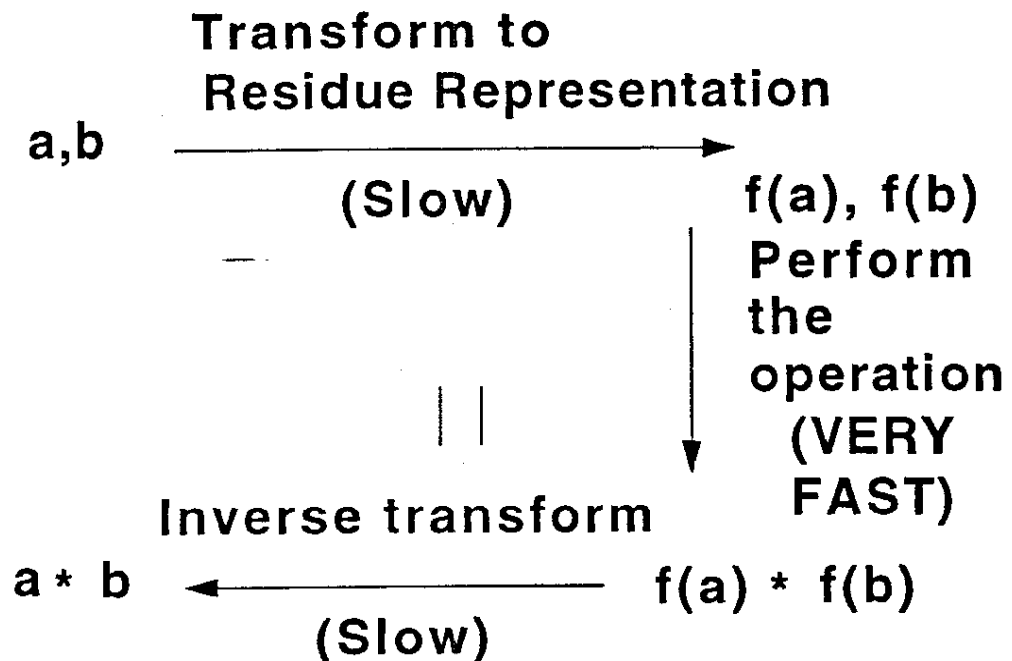 Transform to
Residue Representation
a,b
(Slow)
f(a), f(b)
Perform
the
operation
(VERY
FAST)
Inverse transform
a * b
f(a) * f(b)
(Slow)